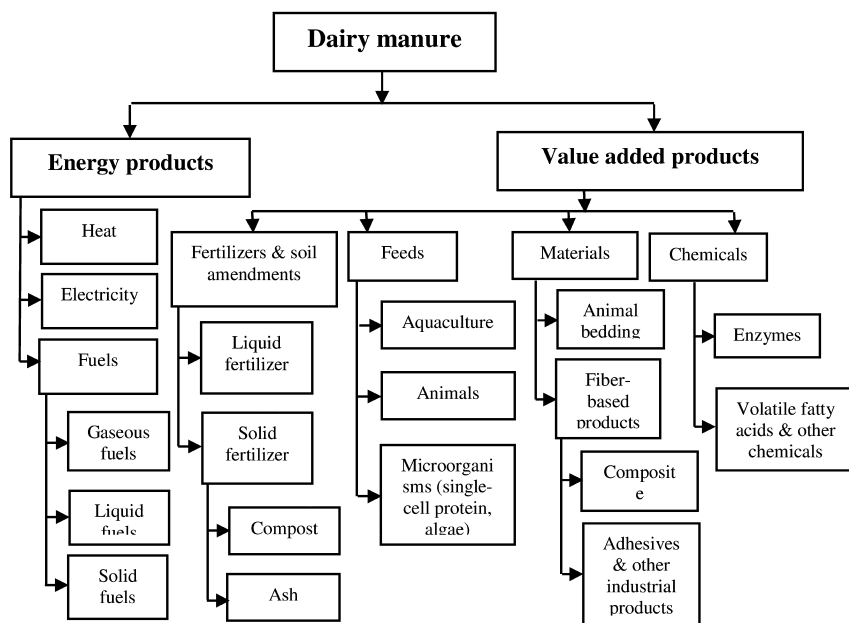 Dairy manure
Energy products
Value added products
Heat
Electricity
Fuels
Gaseous
fuels
Liquid
fuels
Solid
fuels
Fertilizers & soil
amendments
Liquid
fertilizer
Solid
fertilizer
Compost
Ash
Feeds
Aquaculture
Animals
Microorgani
sms (single-
cell protein,
algae)
Materials
Animal
bedding
Fiber-
based
products
Composit
e
Adhesives
& other
industrial
products
Chemicals
Enzymes
Volatile fatty
acids & other
chemicals